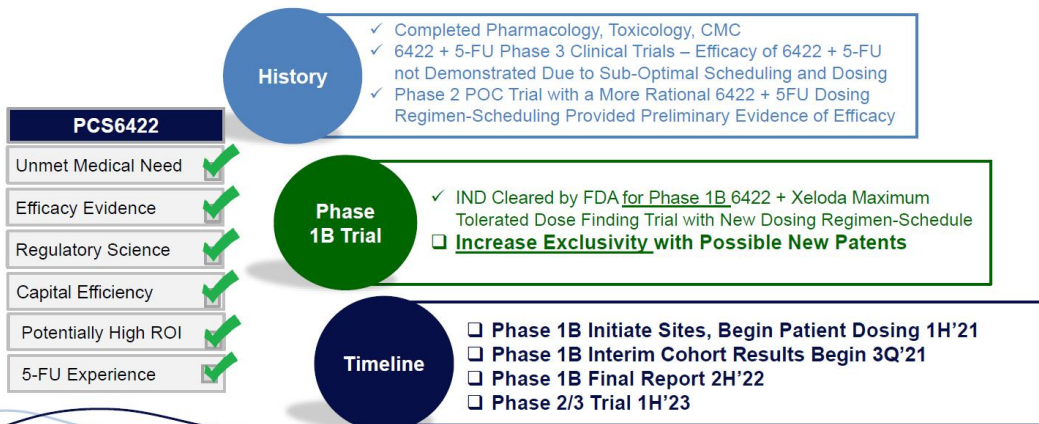 History
✓ Completed Pharmacology, Toxicology, CMC
✓ 6422 + 5-FU Phase 3 Clinical Trials – Efficacy of 6422 + 5-FU
not Demonstrated Due to Sub-Optimal Scheduling and Dosing
✓ Phase 2 POC Trial with a More Rational 6422 + 5FU Dosing
Regimen-Scheduling Provided Preliminary Evidence of Efficacy
PCS6422
Unmet Medical Need
Efficacy Evidence
Regulatory Science
Capital Efficiency
Potentially High ROI
5-FU Experience
Phase
1B Trial
✓ IND Cleared by FDA for Phase 1B 6422 + Xeloda Maximum
Tolerated Dose Finding Trial with New Dosing Regimen-Schedule
❑ Increase Exclusivity with Possible New Patents
Timeline
❑ Phase 1B Initiate Sites, Begin Patient Dosing 1H'21
❑ Phase 1B Interim Cohort Results Begin 3Q'21
❑ Phase 1B Final Report 2H'22
❑ Phase 2/3 Trial 1H'23